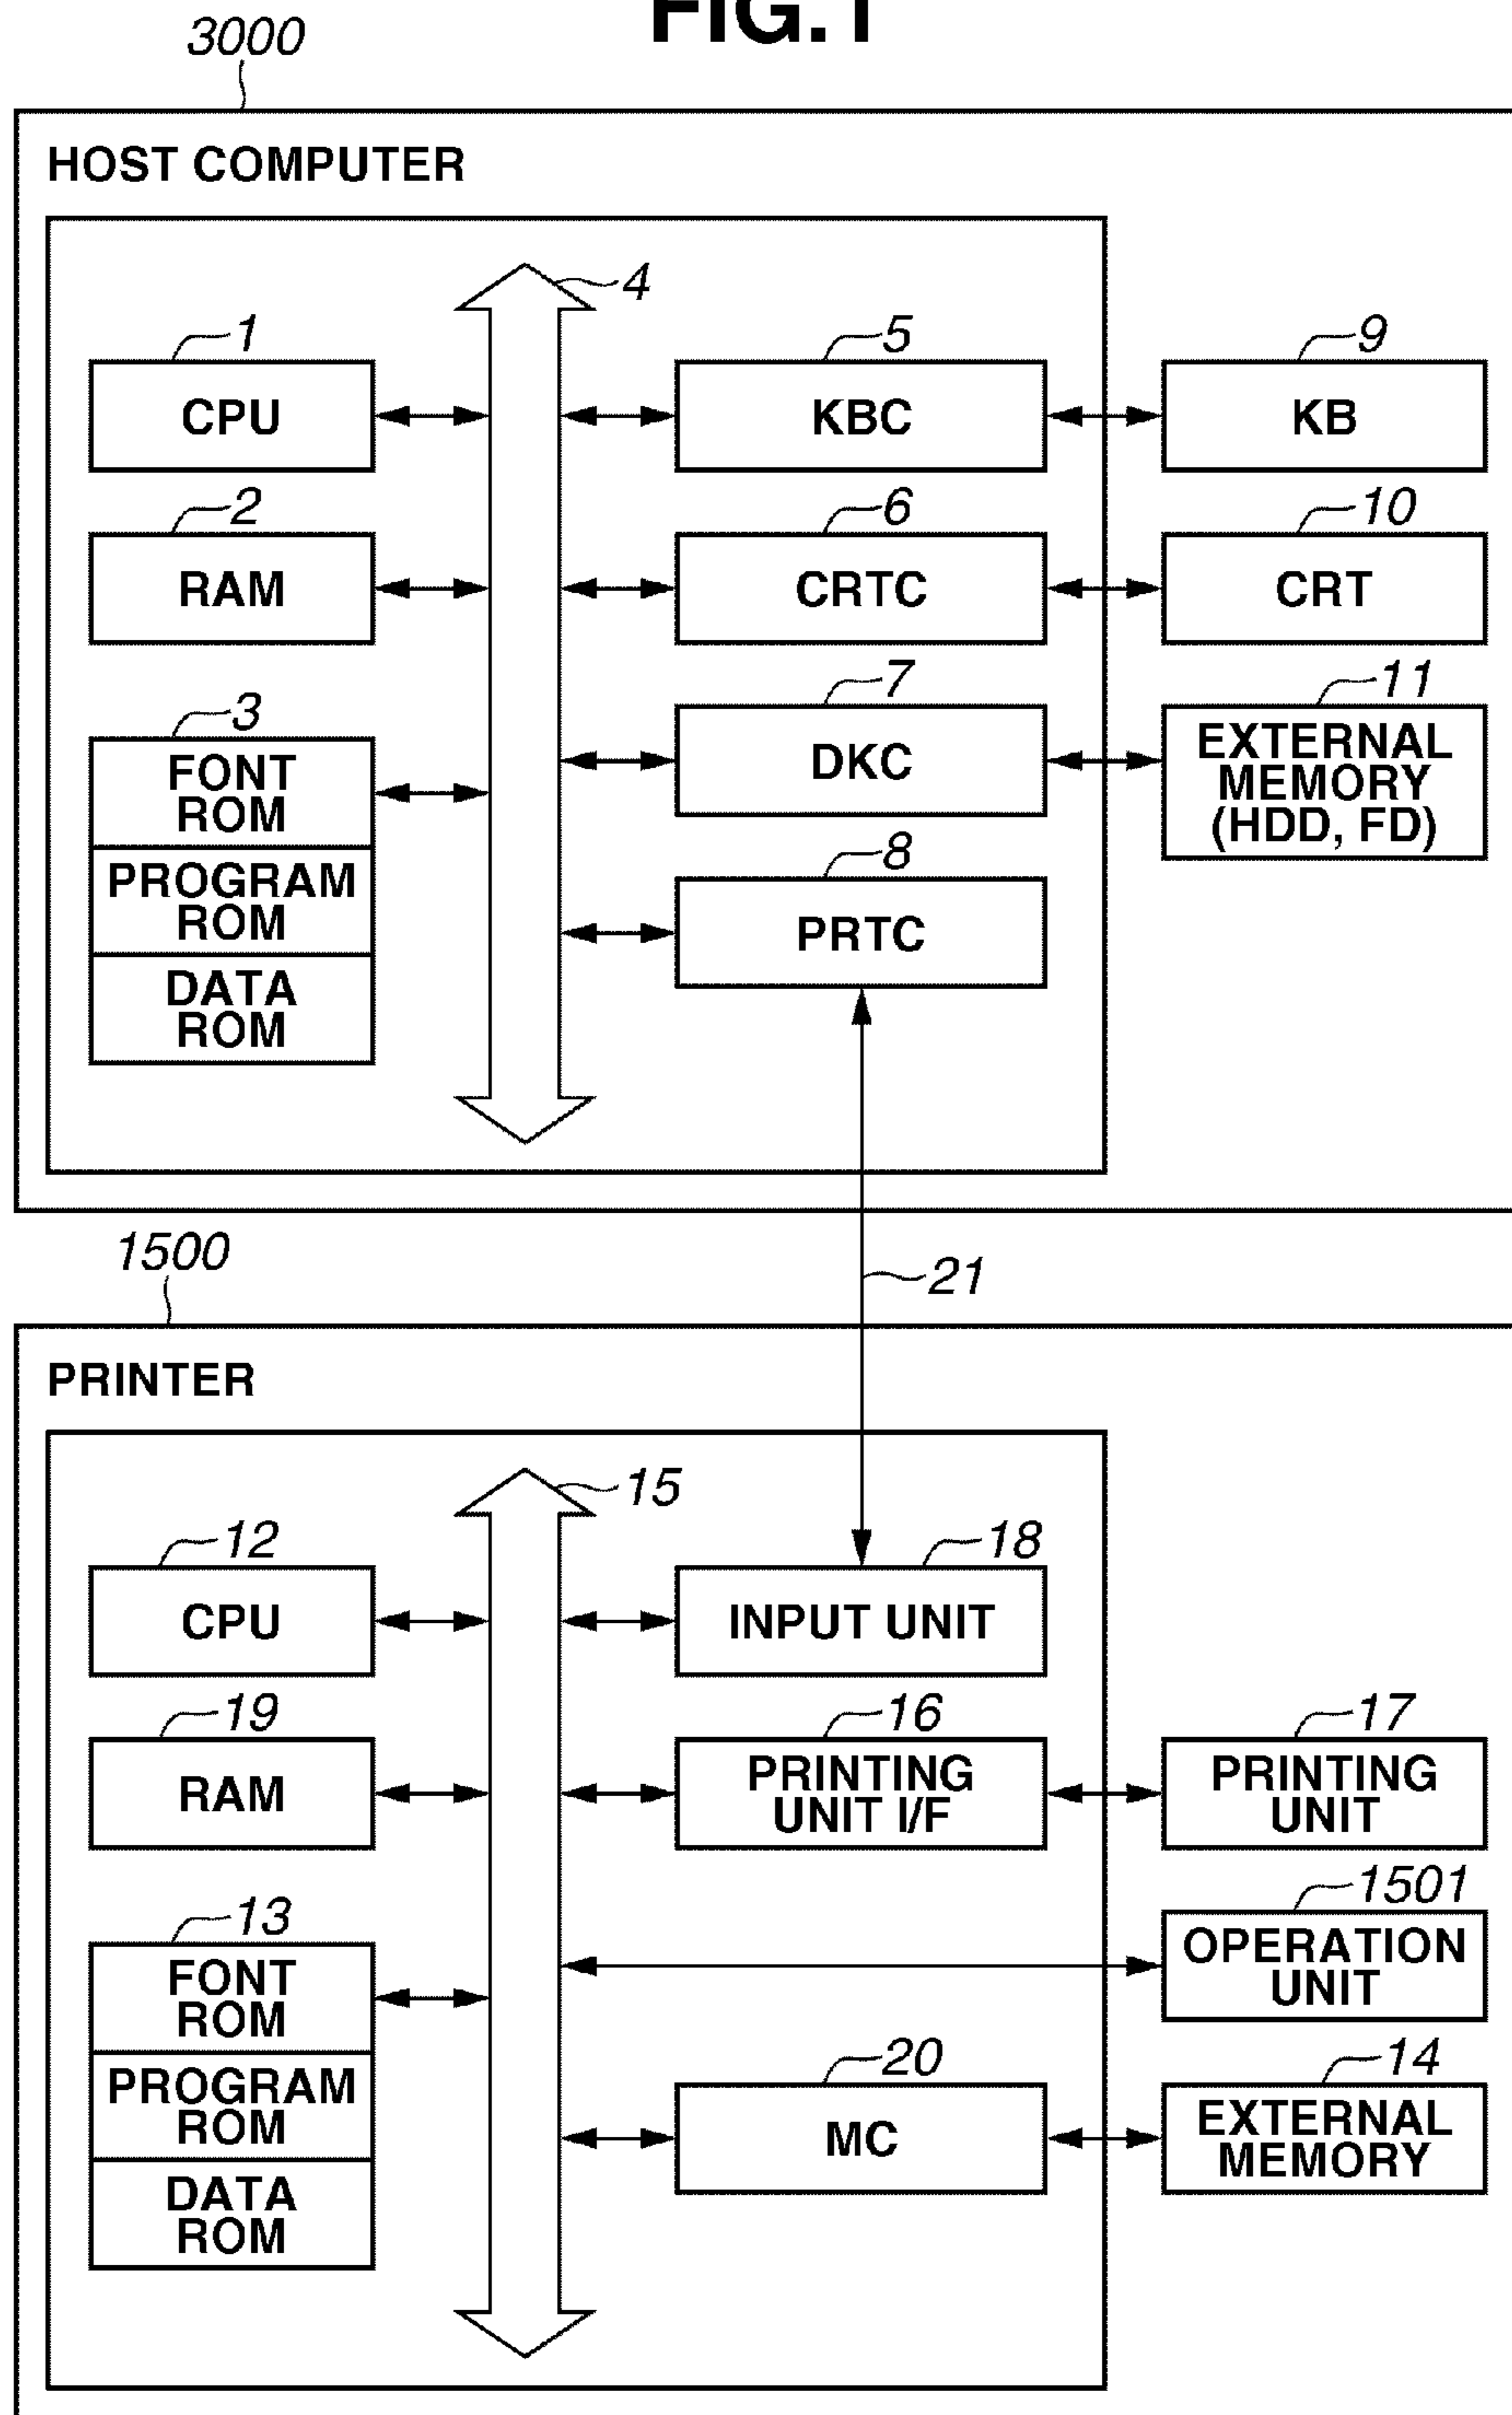 FIG.1
3000
HOST COMPUTER
4
1
5
9
CPU
KBC
KB
2
6
10
RAM
CRTC
CRT
3
7
11
FONT
ROM
DKC
EXTERNAL
MEMORY
(HDD, FD)
PROGRAM
ROM
8
PRTC
DATA
ROM
1500
21
PRINTER
15
12
18
CPU
INPUT UNIT
19
16
17
RAM
PRINTING
UNIT I/F
PRINTING
UNIT
13
1501
FONT
ROM
OPERATION
UNIT
PROGRAM
ROM
20
14
MC
EXTERNAL
MEMORY
DATA
ROM